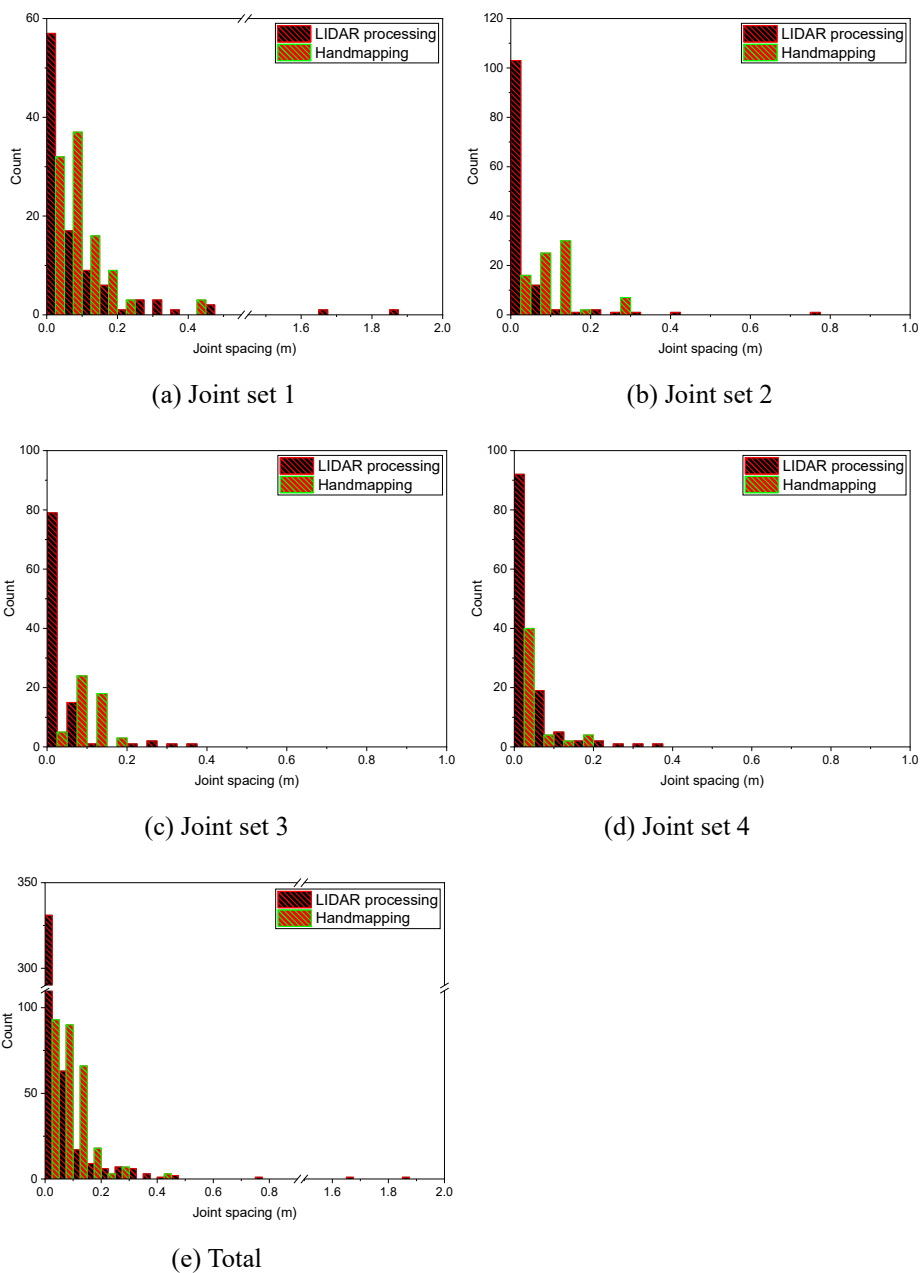 60
40
20
0
Count
LIDAR processing
Handmapping
0.0 0.2 0.4 1.6 1.8 2.0
Joint spacing (m)
(a) Joint set 1
120
100
80
60
40
20
0
Count
LIDAR processing
Handmapping
0.0 0.2 0.4 0.6 0.8 1.0
Joint spacing (m)
(b) Joint set 2
100
80
60
40
20
0
Count
LIDAR processing
Handmapping
0.0 0.2 0.4 0.6 0.8 1.0
Joint spacing (m)
(c) Joint set 3
100
80
60
40
20
0
Count
LIDAR processing
Handmapping
0.0 0.2 0.4 0.6 0.8 1.0
Joint spacing (m)
(d) Joint set 4
350
300
100
50
0
Count
LIDAR processing
Handmapping
0.0 0.2 0.4 0.6 0.8 1.6 1.8 2.0
Joint spacing (m)
(e) Total